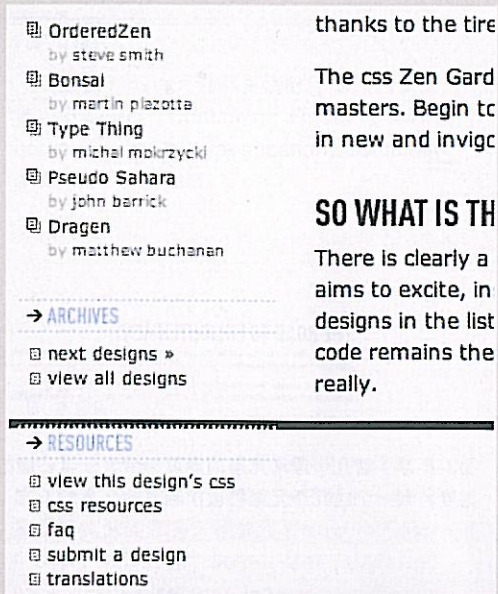 OrderedZen
by steve smith
Bonsai
by martin plazotta
Type Thing
by michal mokrzycki
Pseudo Sahara
by john barrick
Dragen
by matthew buchanan
→ ARCHIVES
next designs »
view all designs
→ RESOURCES
view this design's css
css resources
faq
submit a design
translations
thanks to the tire
The css Zen Gard
masters. Begin to
in new and invigo
SO WHAT IS TH
There is clearly a
aims to excite, in
designs in the list
code remains the
really.